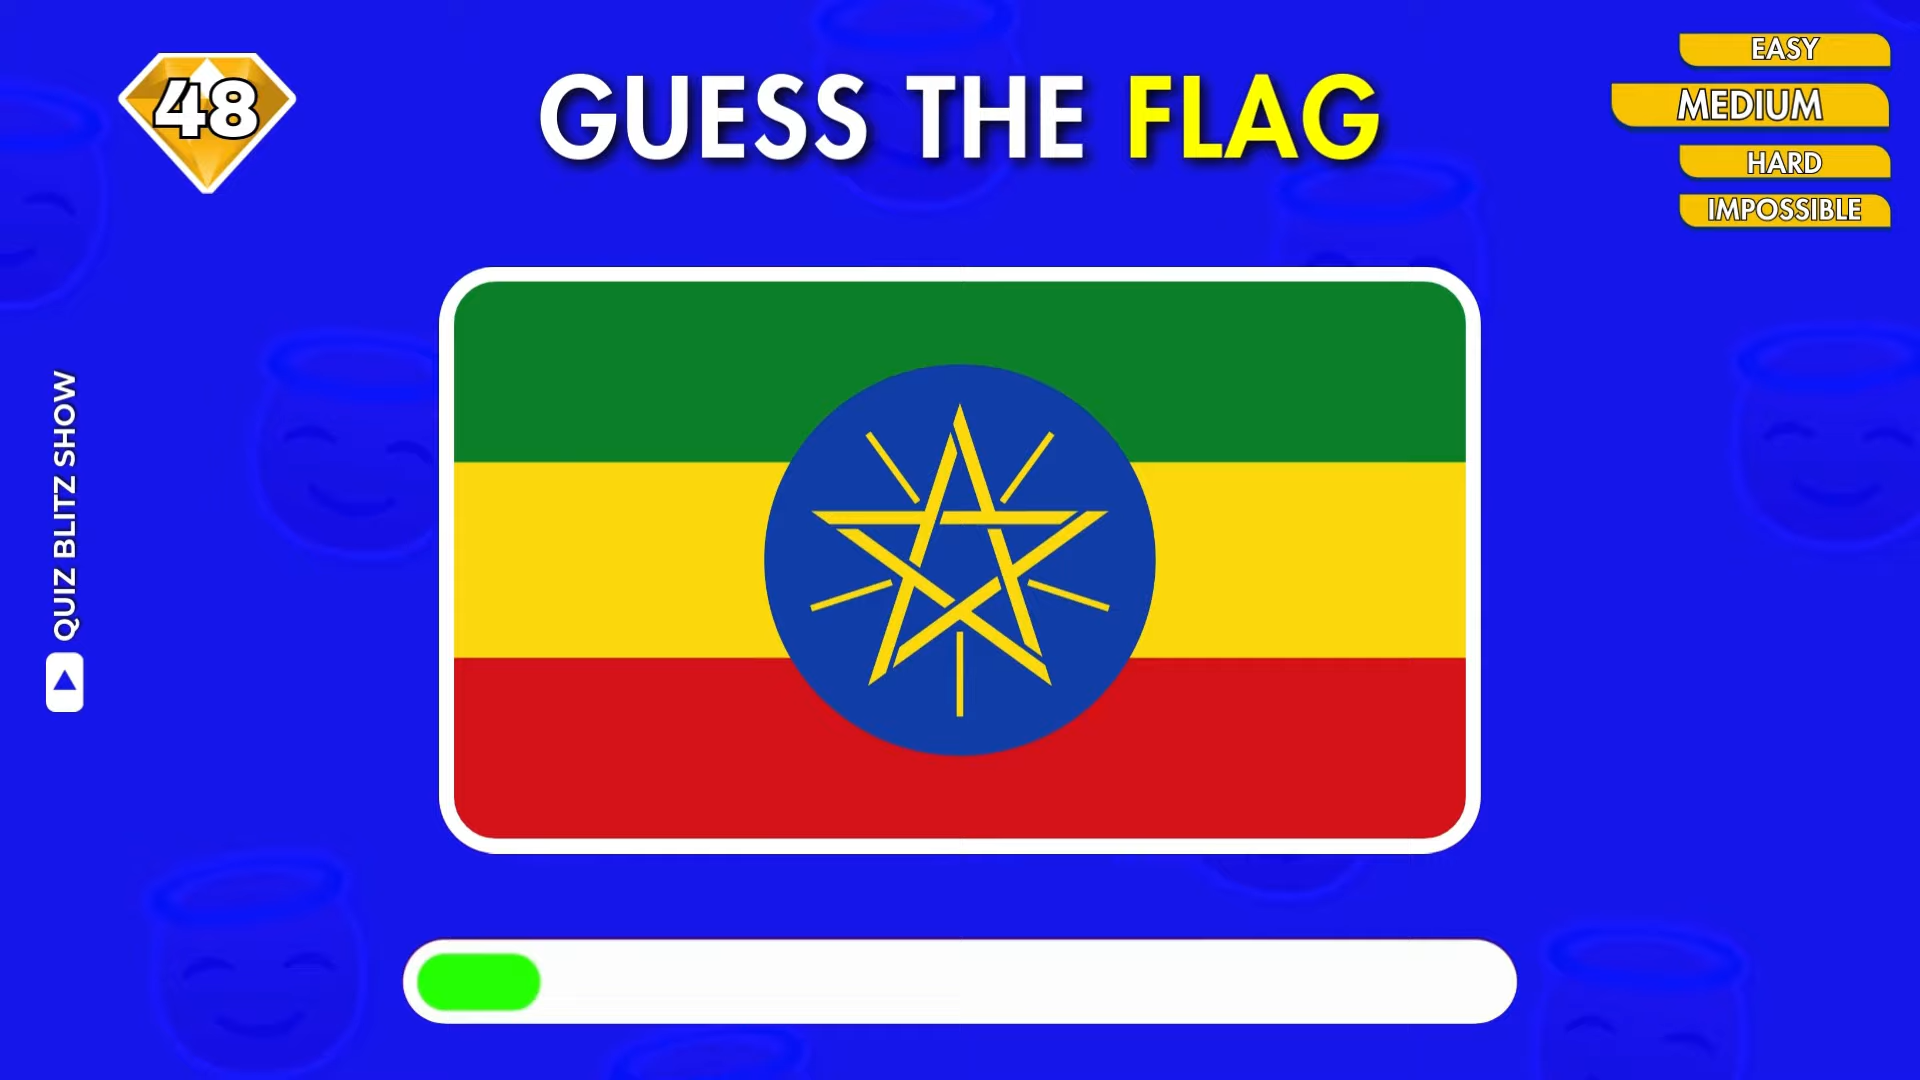 48
GUESS THE FLAG
EASY
MEDIUM
HARD
IMPOSSIBLE
QUIZ BLITZ SHOW